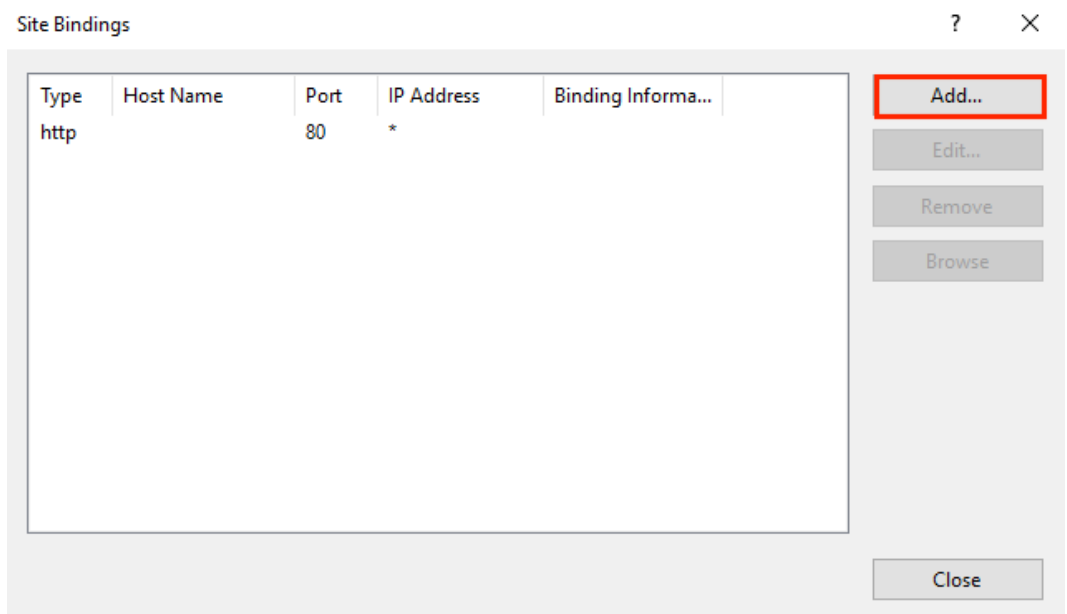 Site Bindings ? ×
Type Host Name Port IP Address Binding Informa... Add...
http 80 *
Edit...
Remove
Browse
Close